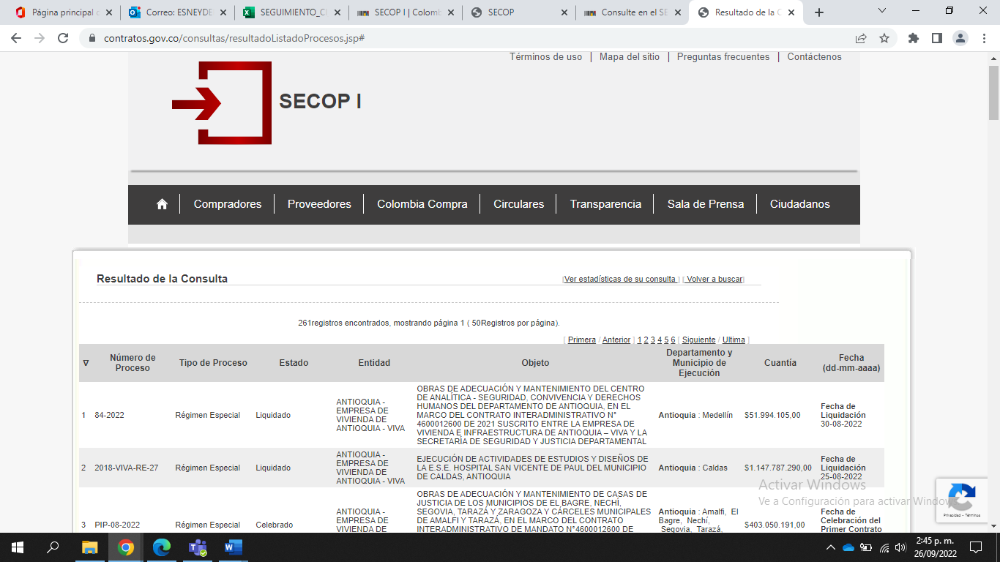 Página principal d
Correo: ESNEYDE
SEGUIMIENTO_C
SECOP I | Colomb
SECOP
Consulte en el SE
Resultado de la C
contratos.gov.co/consultas/resultadoListadoProcesos.jsp#
Términos de uso | Mapa del sitio | Preguntas frecuentes | Contáctenos
SECOP I
Compradores | Proveedores | Colombia Compra | Circulares | Transparencia | Sala de Prensa | Ciudadanos
Resultado de la Consulta
[Ver estadísticas de su consulta ] [ Volver a buscar]
261registros encontrados, mostrando página 1 ( 50Registros por página).
[ Primera / Anterior ] 1 2 3 4 5 6 [ Siguiente / Ultima ]
Número de
Proceso
Tipo de Proceso
Estado
Entidad
Objeto
Departamento y
Municipio de
Ejecución
Cuantía
Fecha
(dd-mm-aaaa)
1
84-2022
Régimen Especial
Liquidado
ANTIOQUIA -
EMPRESA DE
VIVIENDA DE
ANTIOQUIA - VIVA
OBRAS DE ADECUACIÓN Y MANTENIMIENTO DEL CENTRO
DE ANALÍTICA - SEGURIDAD, CONVIVENCIA Y DERECHOS
HUMANOS DEL DEPARTAMENTO DE ANTIOQUIA, EN EL
MARCO DEL CONTRATO INTERADMINISTRATIVO N°
4600012600 DE 2021 SUSCRITO ENTRE LA EMPRESA DE
VIVIENDA E INFRAESTRUCTURA DE ANTIOQUIA – VIVA Y LA
SECRETARÍA DE SEGURIDAD Y JUSTICIA DEPARTAMENTAL
Antioquia : Medellín
$51.994.105,00
Fecha de
Liquidación
30-08-2022
2
2018-VIVA-RE-27
Régimen Especial
Liquidado
ANTIOQUIA -
EMPRESA DE
VIVIENDA DE
ANTIOQUIA - VIVA
EJECUCIÓN DE ACTIVIDADES DE ESTUDIOS Y DISEÑOS DE
LA E.S.E. HOSPITAL SAN VICENTE DE PAUL DEL MUNICIPIO
DE CALDAS, ANTIOQUIA
Antioquia : Caldas
$1.147.787.290,00
Fecha de
Liquidación
25-08-2022
3
PIP-08-2022
Régimen Especial
Celebrado
ANTIOQUIA -
EMPRESA DE
VIVIENDA DE
OBRAS DE ADECUACIÓN Y MANTENIMIENTO DE CASAS DE
JUSTICIA DE LOS MUNICIPIOS DE EL BAGRE, NECHÍ,
SEGOVIA, TARAZÁ Y ZARAGOZA Y CÁRCELES MUNICIPALES
DE AMALFI Y TARAZÁ, EN EL MARCO DEL CONTRATO
INTERADMINISTRATIVO DE MANDATO N°4600012600 DE
Antioquia : Amalfi, El
Bagre, Nechí,
Segovia, Tarazá,
$403.050.191,00
Fecha de
Celebración del
Primer Contrato
Activar Windows
Ve a Configuración para activar Windows
Privacidad - Términos
2:45 p. m.
26/09/2022